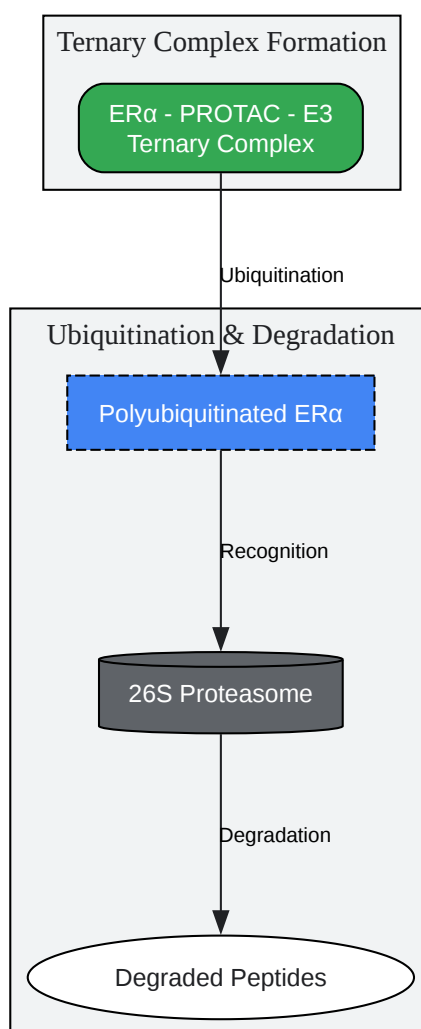 Ternary Complex Formation
ERα - PROTAC - E3
Ternary Complex
Ubiquitination
Ubiquitination & Degradation
Polyubiquitinated ERα
Recognition
26S Proteasome
Degradation
Degraded Peptides